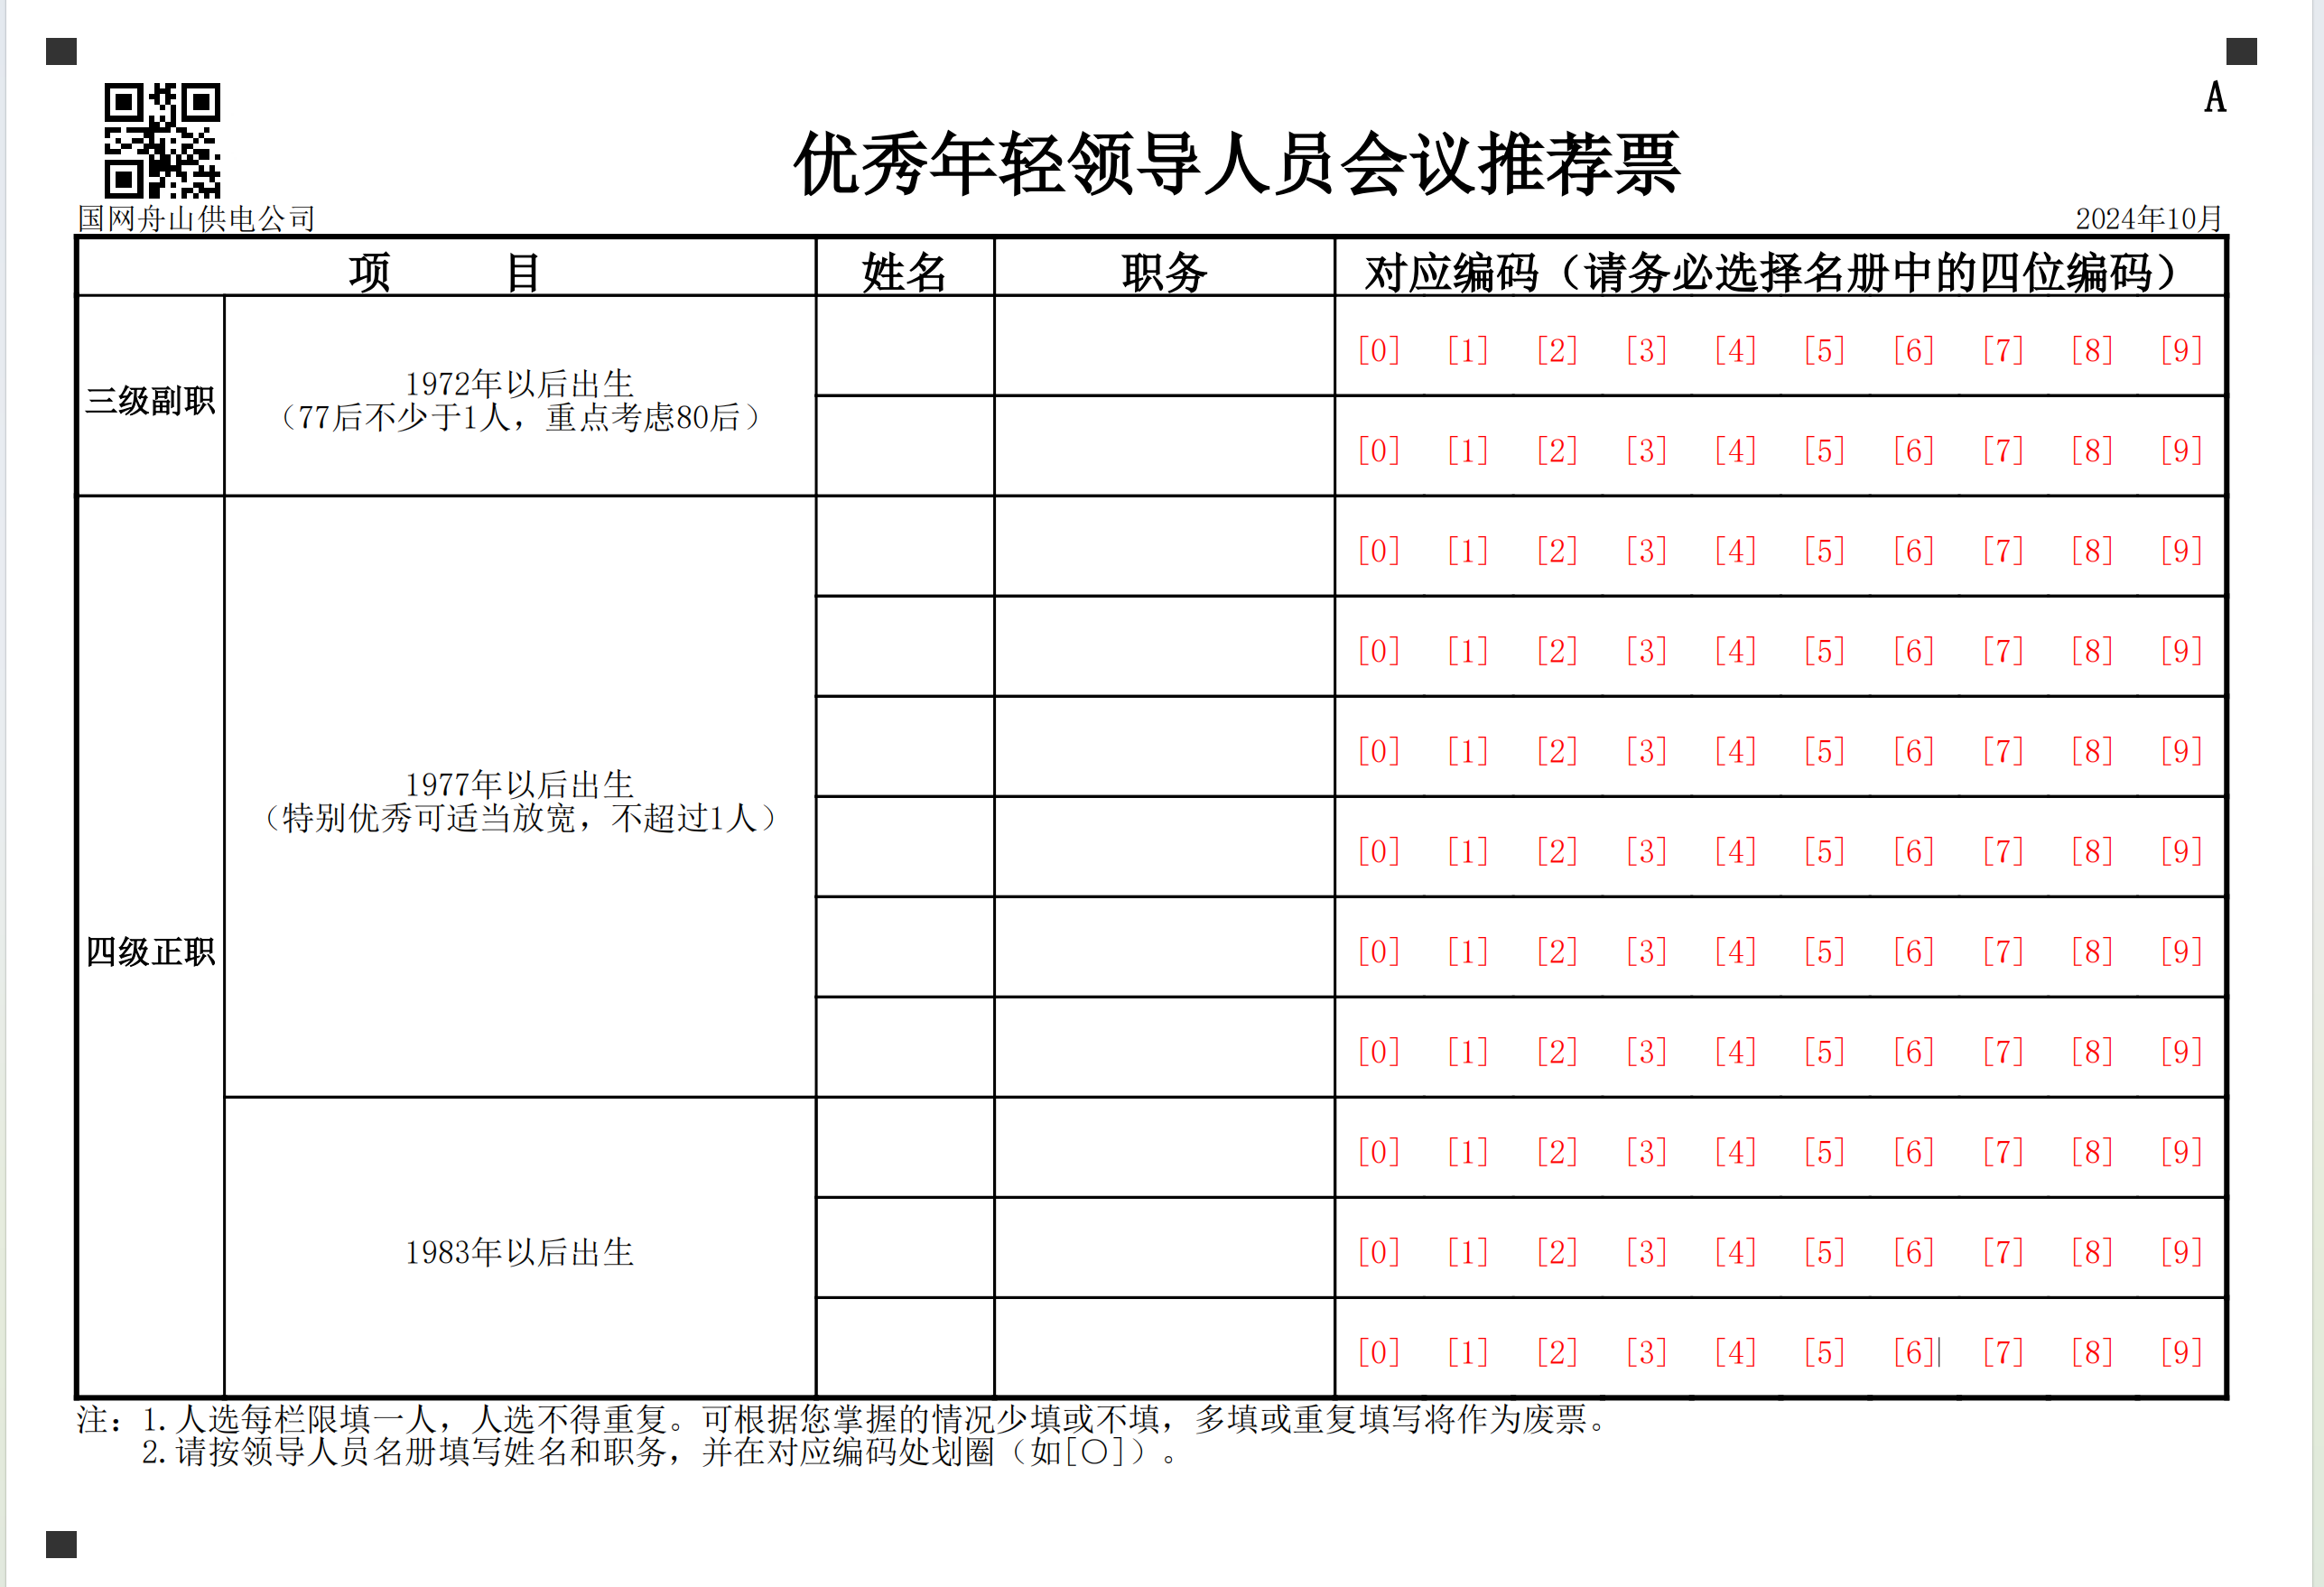 A
优秀年轻领导人员会议推荐票
国网舟山供电公司 2024年10月
项 目 姓名 职务 对应编码（请务必选择名册中的四位编码）
三级副职
1972年以后出生
（77后不少于1人，重点考虑80后）
[0] [1] [2] [3] [4] [5] [6] [7] [8] [9]
[0] [1] [2] [3] [4] [5] [6] [7] [8] [9]
四级正职
1977年以后出生
（特别优秀可适当放宽，不超过1人）
[0] [1] [2] [3] [4] [5] [6] [7] [8] [9]
[0] [1] [2] [3] [4] [5] [6] [7] [8] [9]
[0] [1] [2] [3] [4] [5] [6] [7] [8] [9]
[0] [1] [2] [3] [4] [5] [6] [7] [8] [9]
[0] [1] [2] [3] [4] [5] [6] [7] [8] [9]
[0] [1] [2] [3] [4] [5] [6] [7] [8] [9]
1983年以后出生
[0] [1] [2] [3] [4] [5] [6] [7] [8] [9]
[0] [1] [2] [3] [4] [5] [6] [7] [8] [9]
[0] [1] [2] [3] [4] [5] [6] [7] [8] [9]
注：1.人选每栏限填一人，人选不得重复。可根据您掌握的情况少填或不填，多填或重复填写将作为废票。
2.请按领导人员名册填写姓名和职务，并在对应编码处划圈（如[○]）。